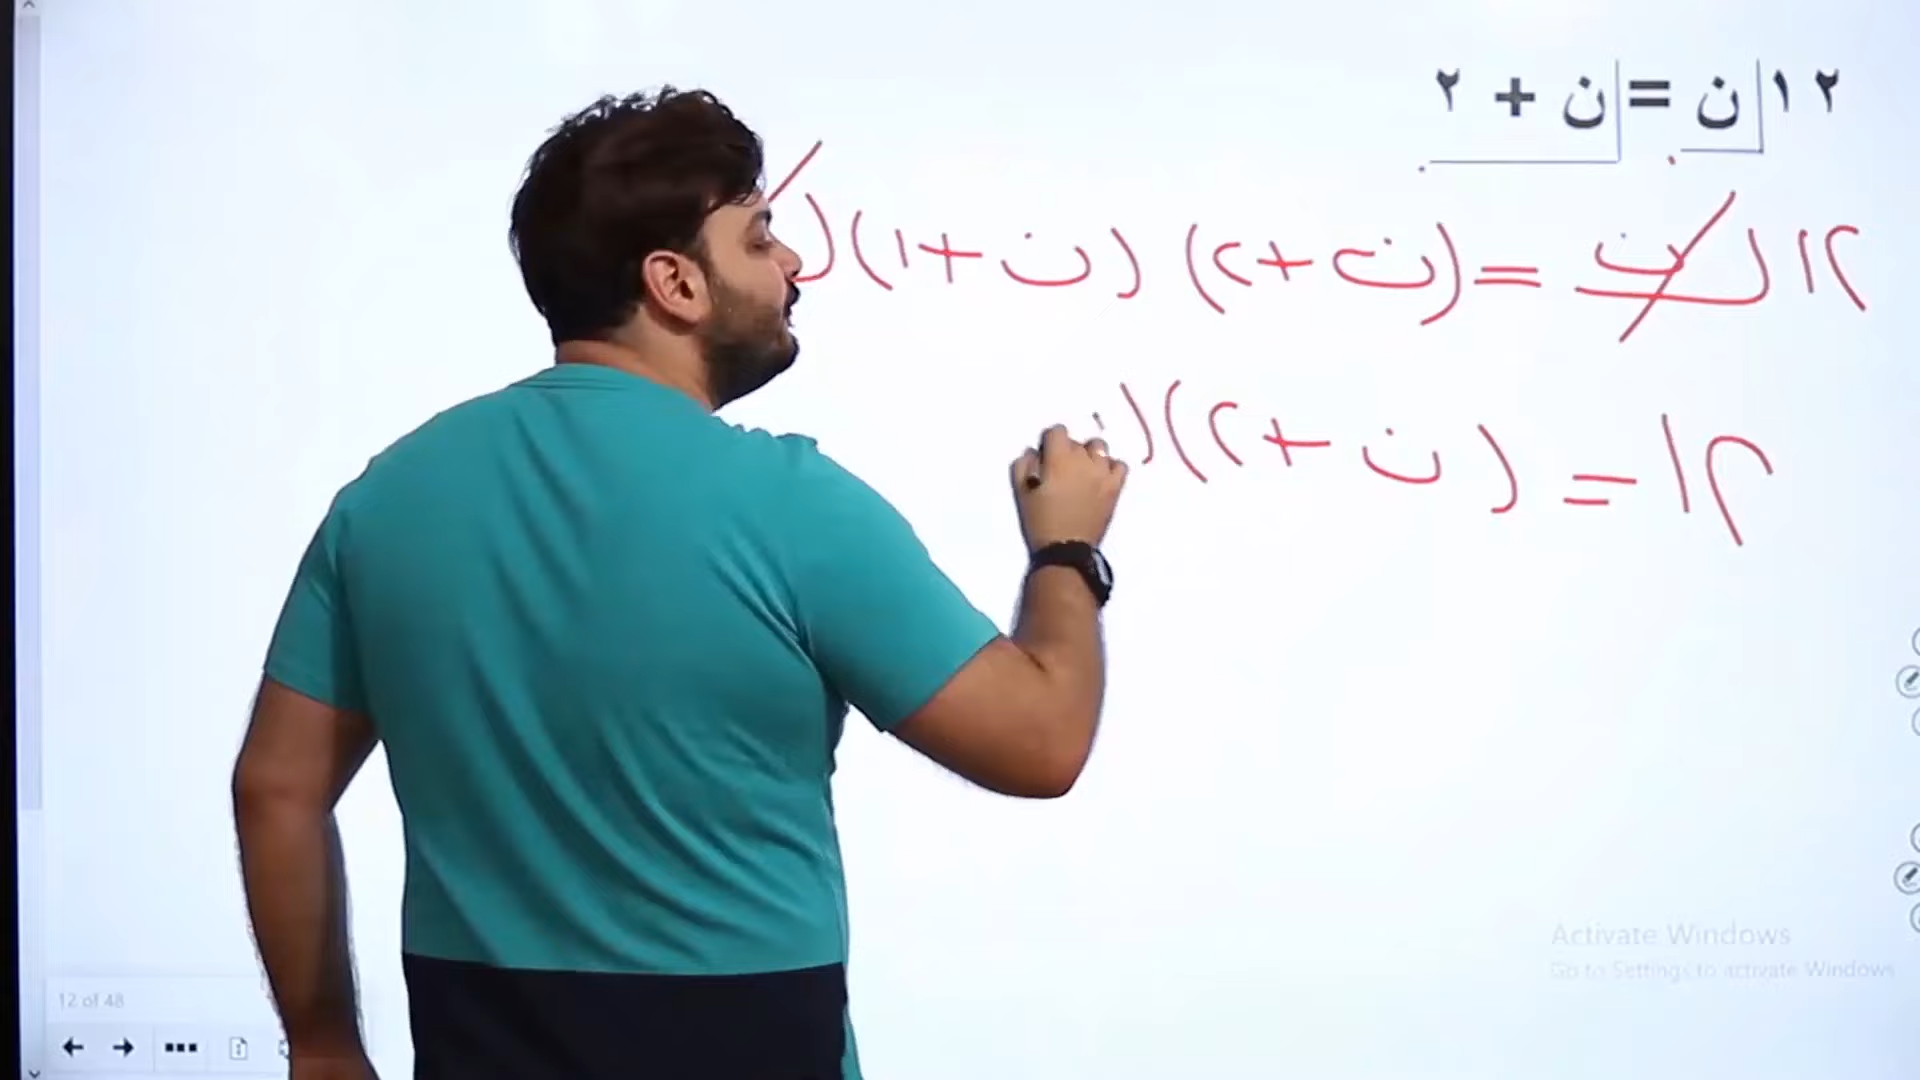 ١٢ ن = ن + ٢
١٢ ن = (ن + ٢) (ن + ١)
١٢ = (ن + ٢) (ن
Activate Windows
Go to Settings to activate Windows
12 of 48